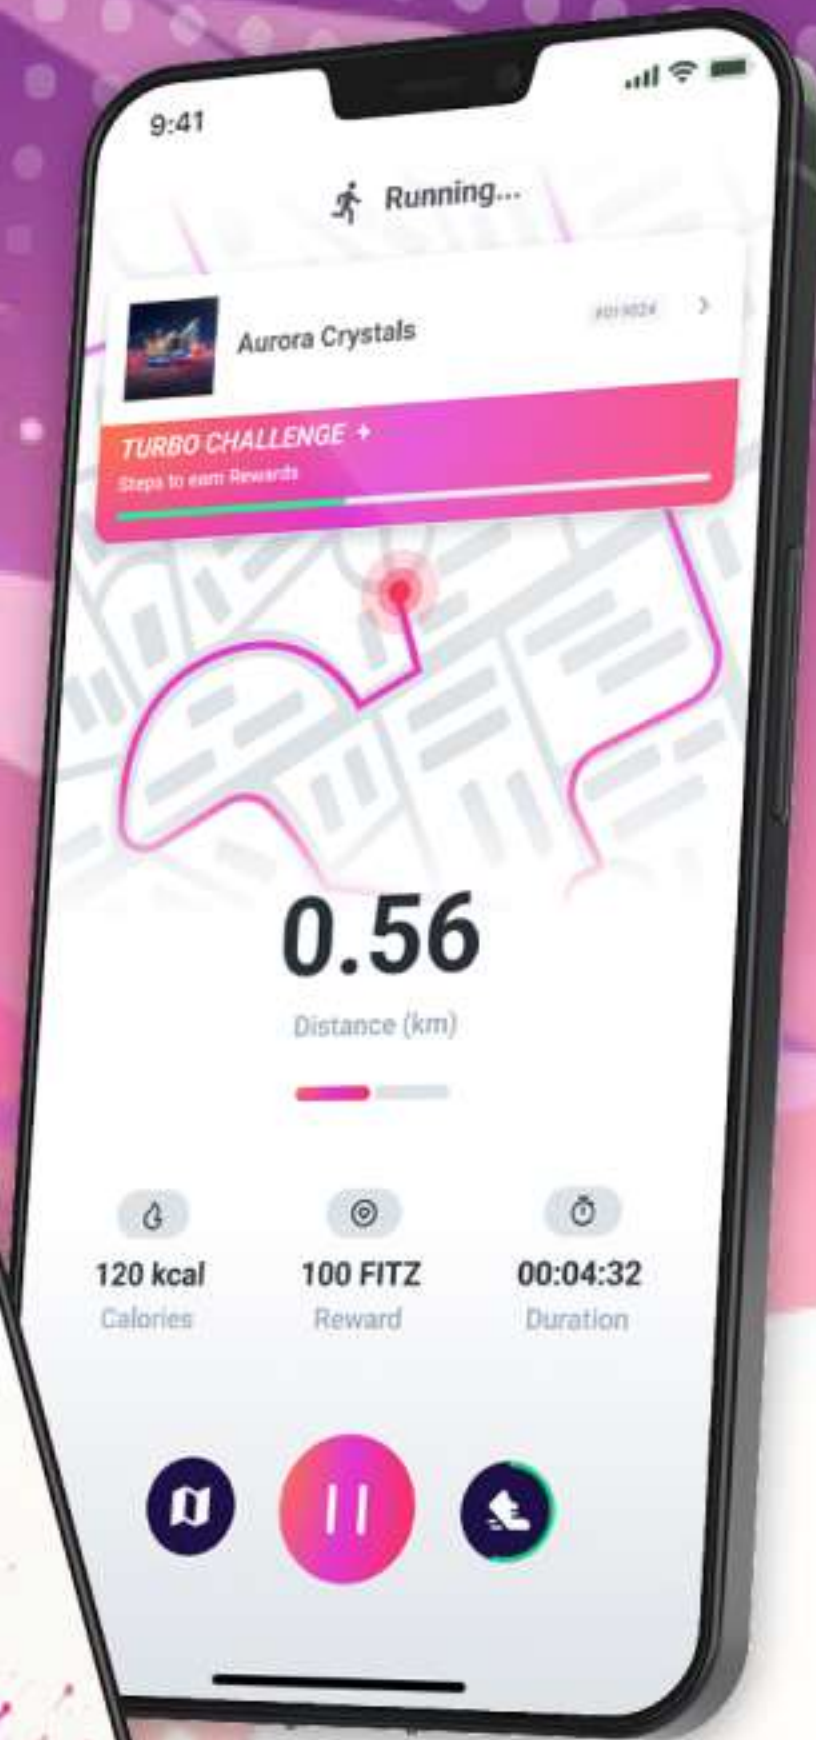 9:41
Running...
Aurora Crystals
TURBO CHALLENGE +
Steps to earn Rewards
0.56
Distance (km)
120 kcal
100 FITZ
00:04:32
Calories
Reward
Duration